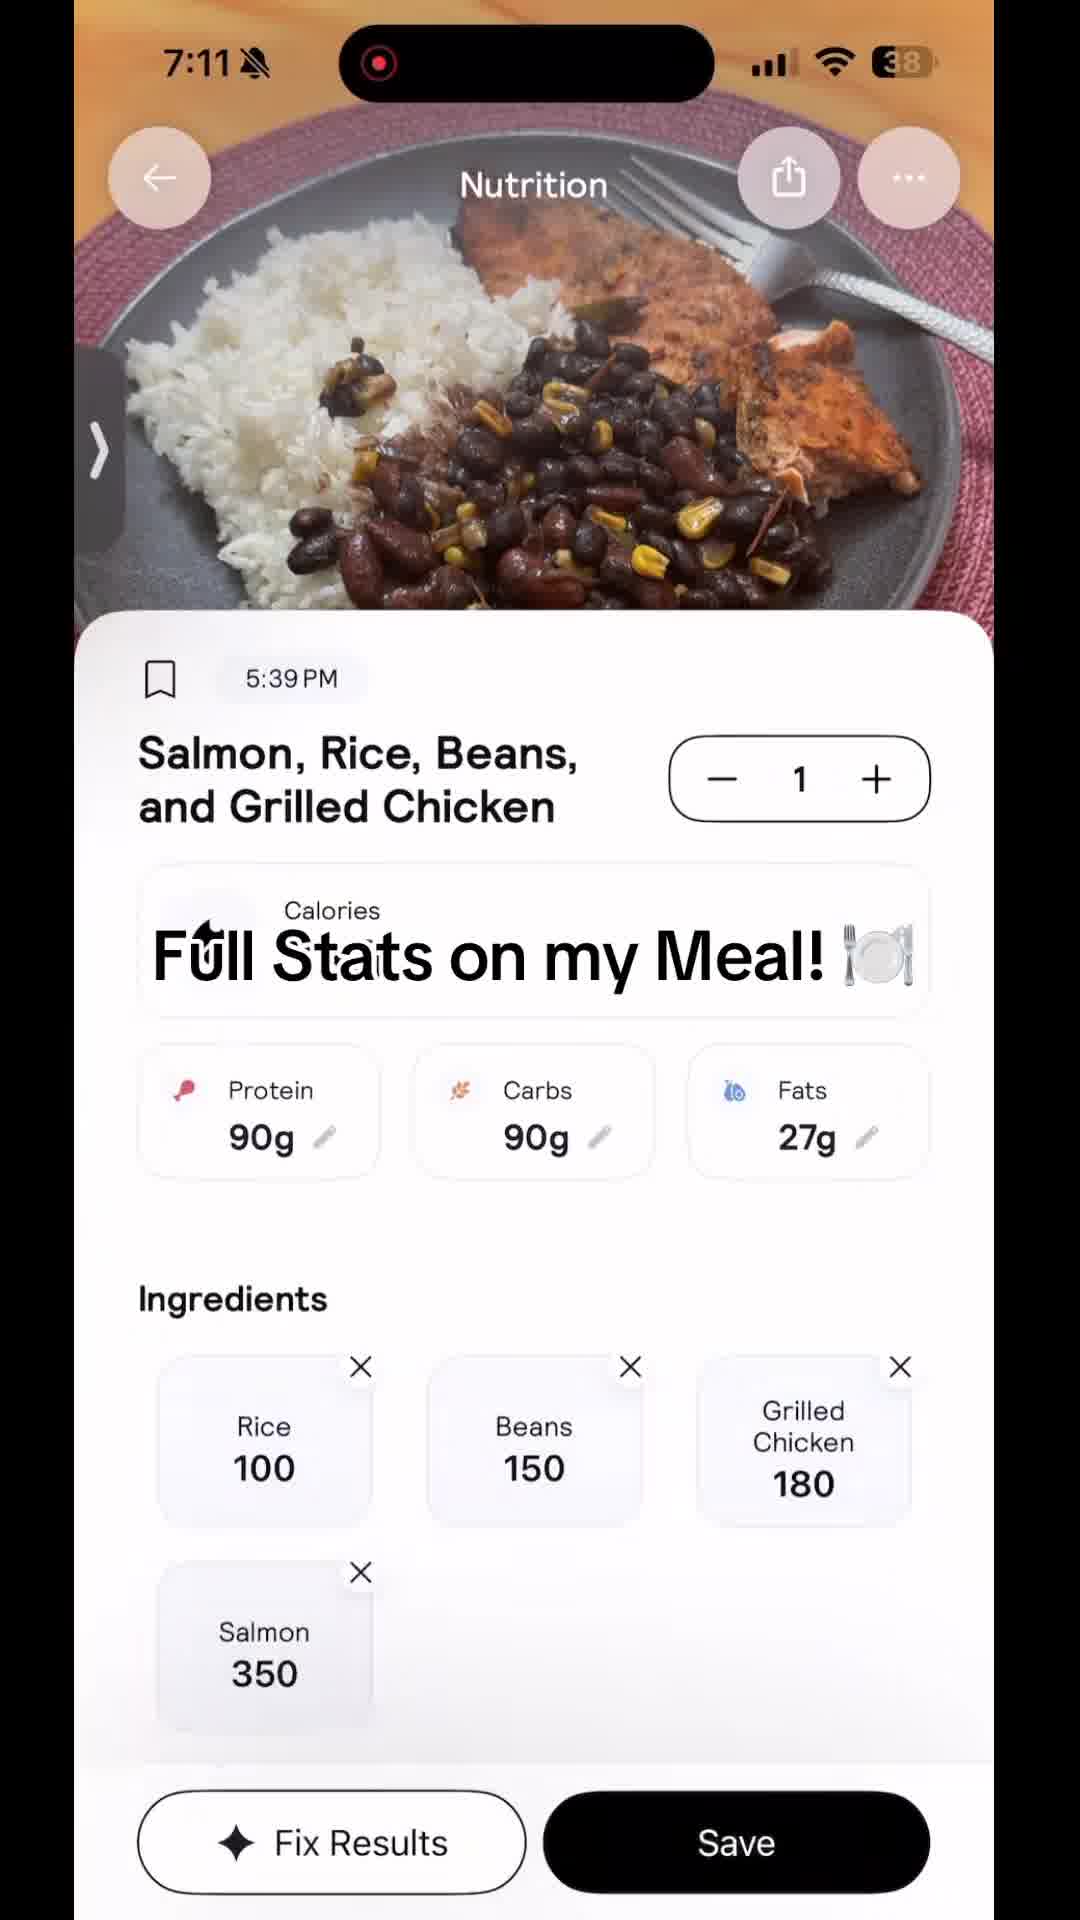 7:11
38
Nutrition
5:39 PM
Salmon, Rice, Beans,
and Grilled Chicken
1
Calories
Full Stats on my Meal! 🍽️
Protein
90g
Carbs
90g
Fats
27g
Ingredients
Rice
100
Beans
150
Grilled
Chicken
180
Salmon
350
Fix Results
Save